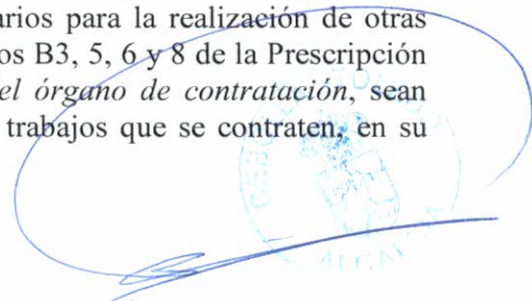 arios para la realización de otras
os B3, 5, 6 y 8 de la Prescripción
el órgano de contratación, sean
trabajos que se contraten, en su